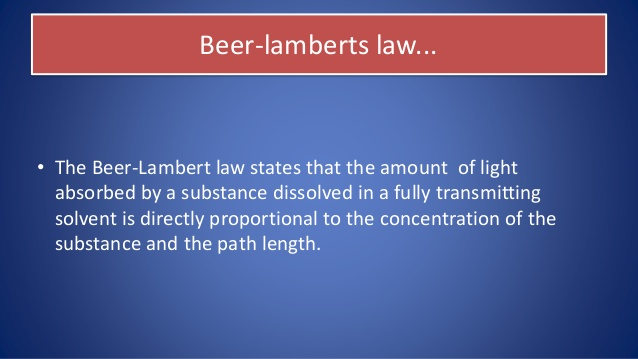 Beer-lamberts law...
• The Beer-Lambert law states that the amount  of light
absorbed by a substance dissolved in a fully transmitting
solvent is directly proportional to the concentration of the
substance and the path length.